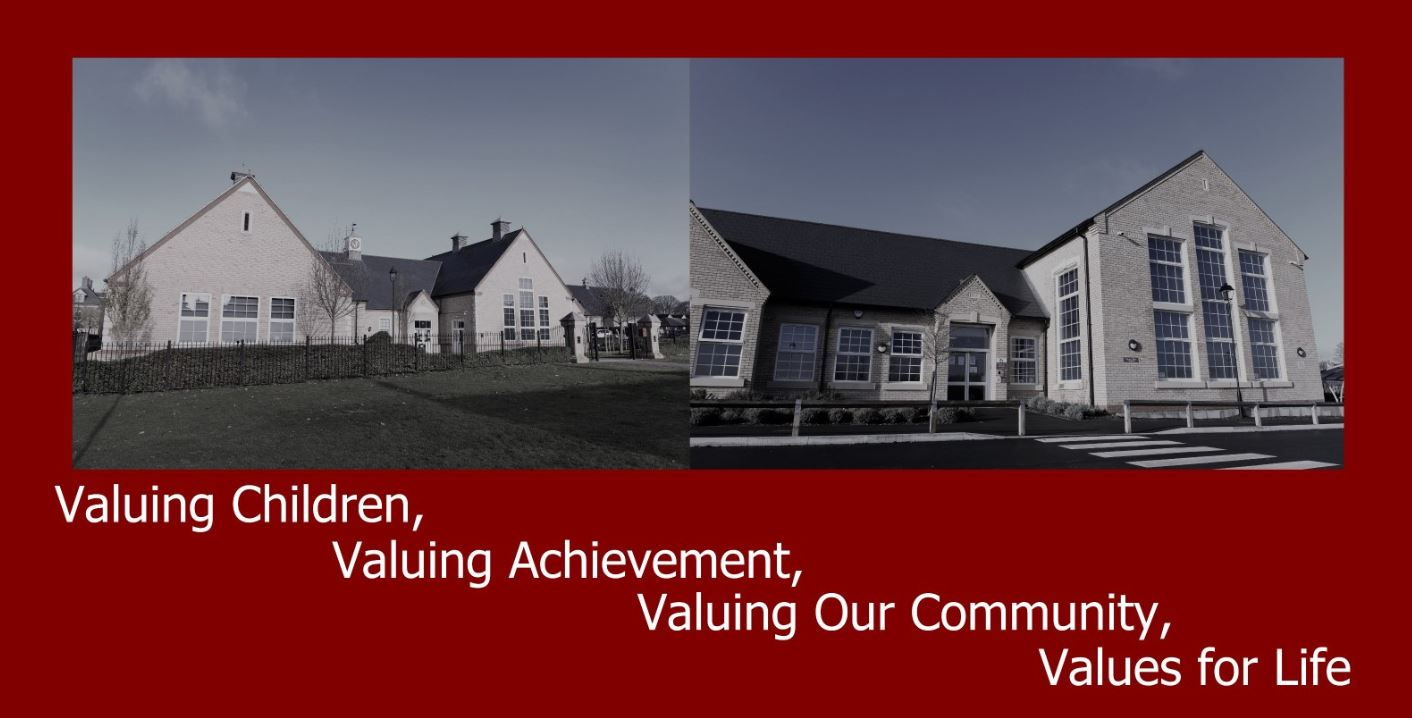 Valuing Children,
Valuing Achievement,
Valuing Our Community,
Values for Life